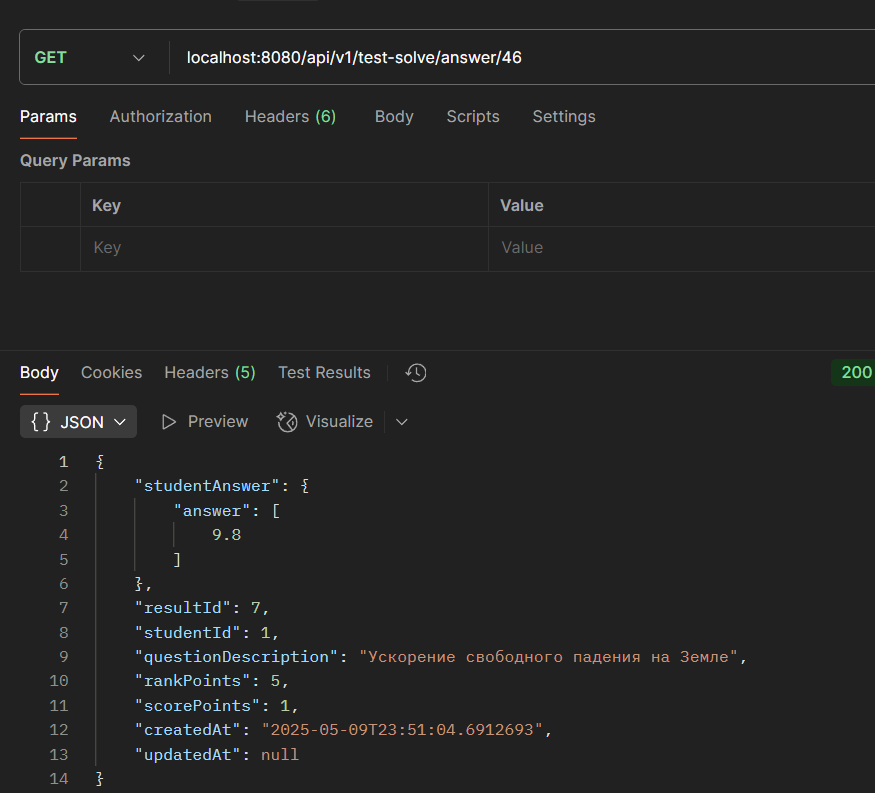 GET localhost:8080/api/v1/test-solve/answer/46
Params Authorization Headers (6) Body Scripts Settings
Query Params
Key Value
Key Value
Body Cookies Headers (5) Test Results 200
{} JSON Preview Visualize
1 {
2 "studentAnswer": {
3 "answer": [
4 9.8
5 ]
6 },
7 "resultId": 7,
8 "studentId": 1,
9 "questionDescription": "Ускорение свободного падения на Земле",
10 "rankPoints": 5,
11 "scorePoints": 1,
12 "createdAt": "2025-05-09T23:51:04.6912693",
13 "updatedAt": null
14 }